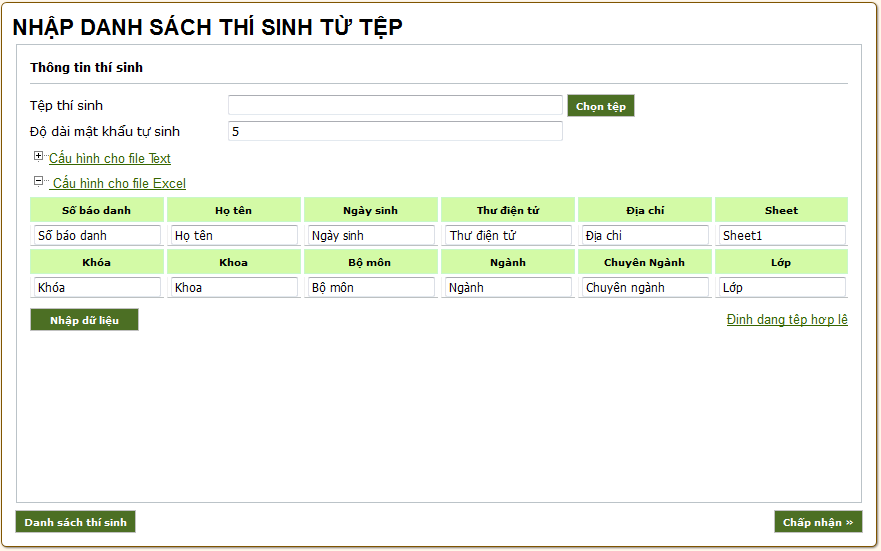 NHẬP DANH SÁCH THÍ SINH TỪ TỆP
Thông tin thí sinh
Tệp thí sinh Chọn tệp
Độ dài mật khẩu tự sinh 5
Cấu hình cho file Text
Cấu hình cho file Excel
Số báo danh Họ tên Ngày sinh Thư điện tử Địa chỉ Sheet
Số báo danh Họ tên Ngày sinh Thư điện tử Địa chỉ Sheet1
Khóa Khoa Bộ môn Ngành Chuyên Ngành Lớp
Khóa Khoa Bộ môn Ngành Chuyên ngành Lớp
Nhập dữ liệu Định dạng tệp hợp lệ
Danh sách thí sinh Chấp nhận »